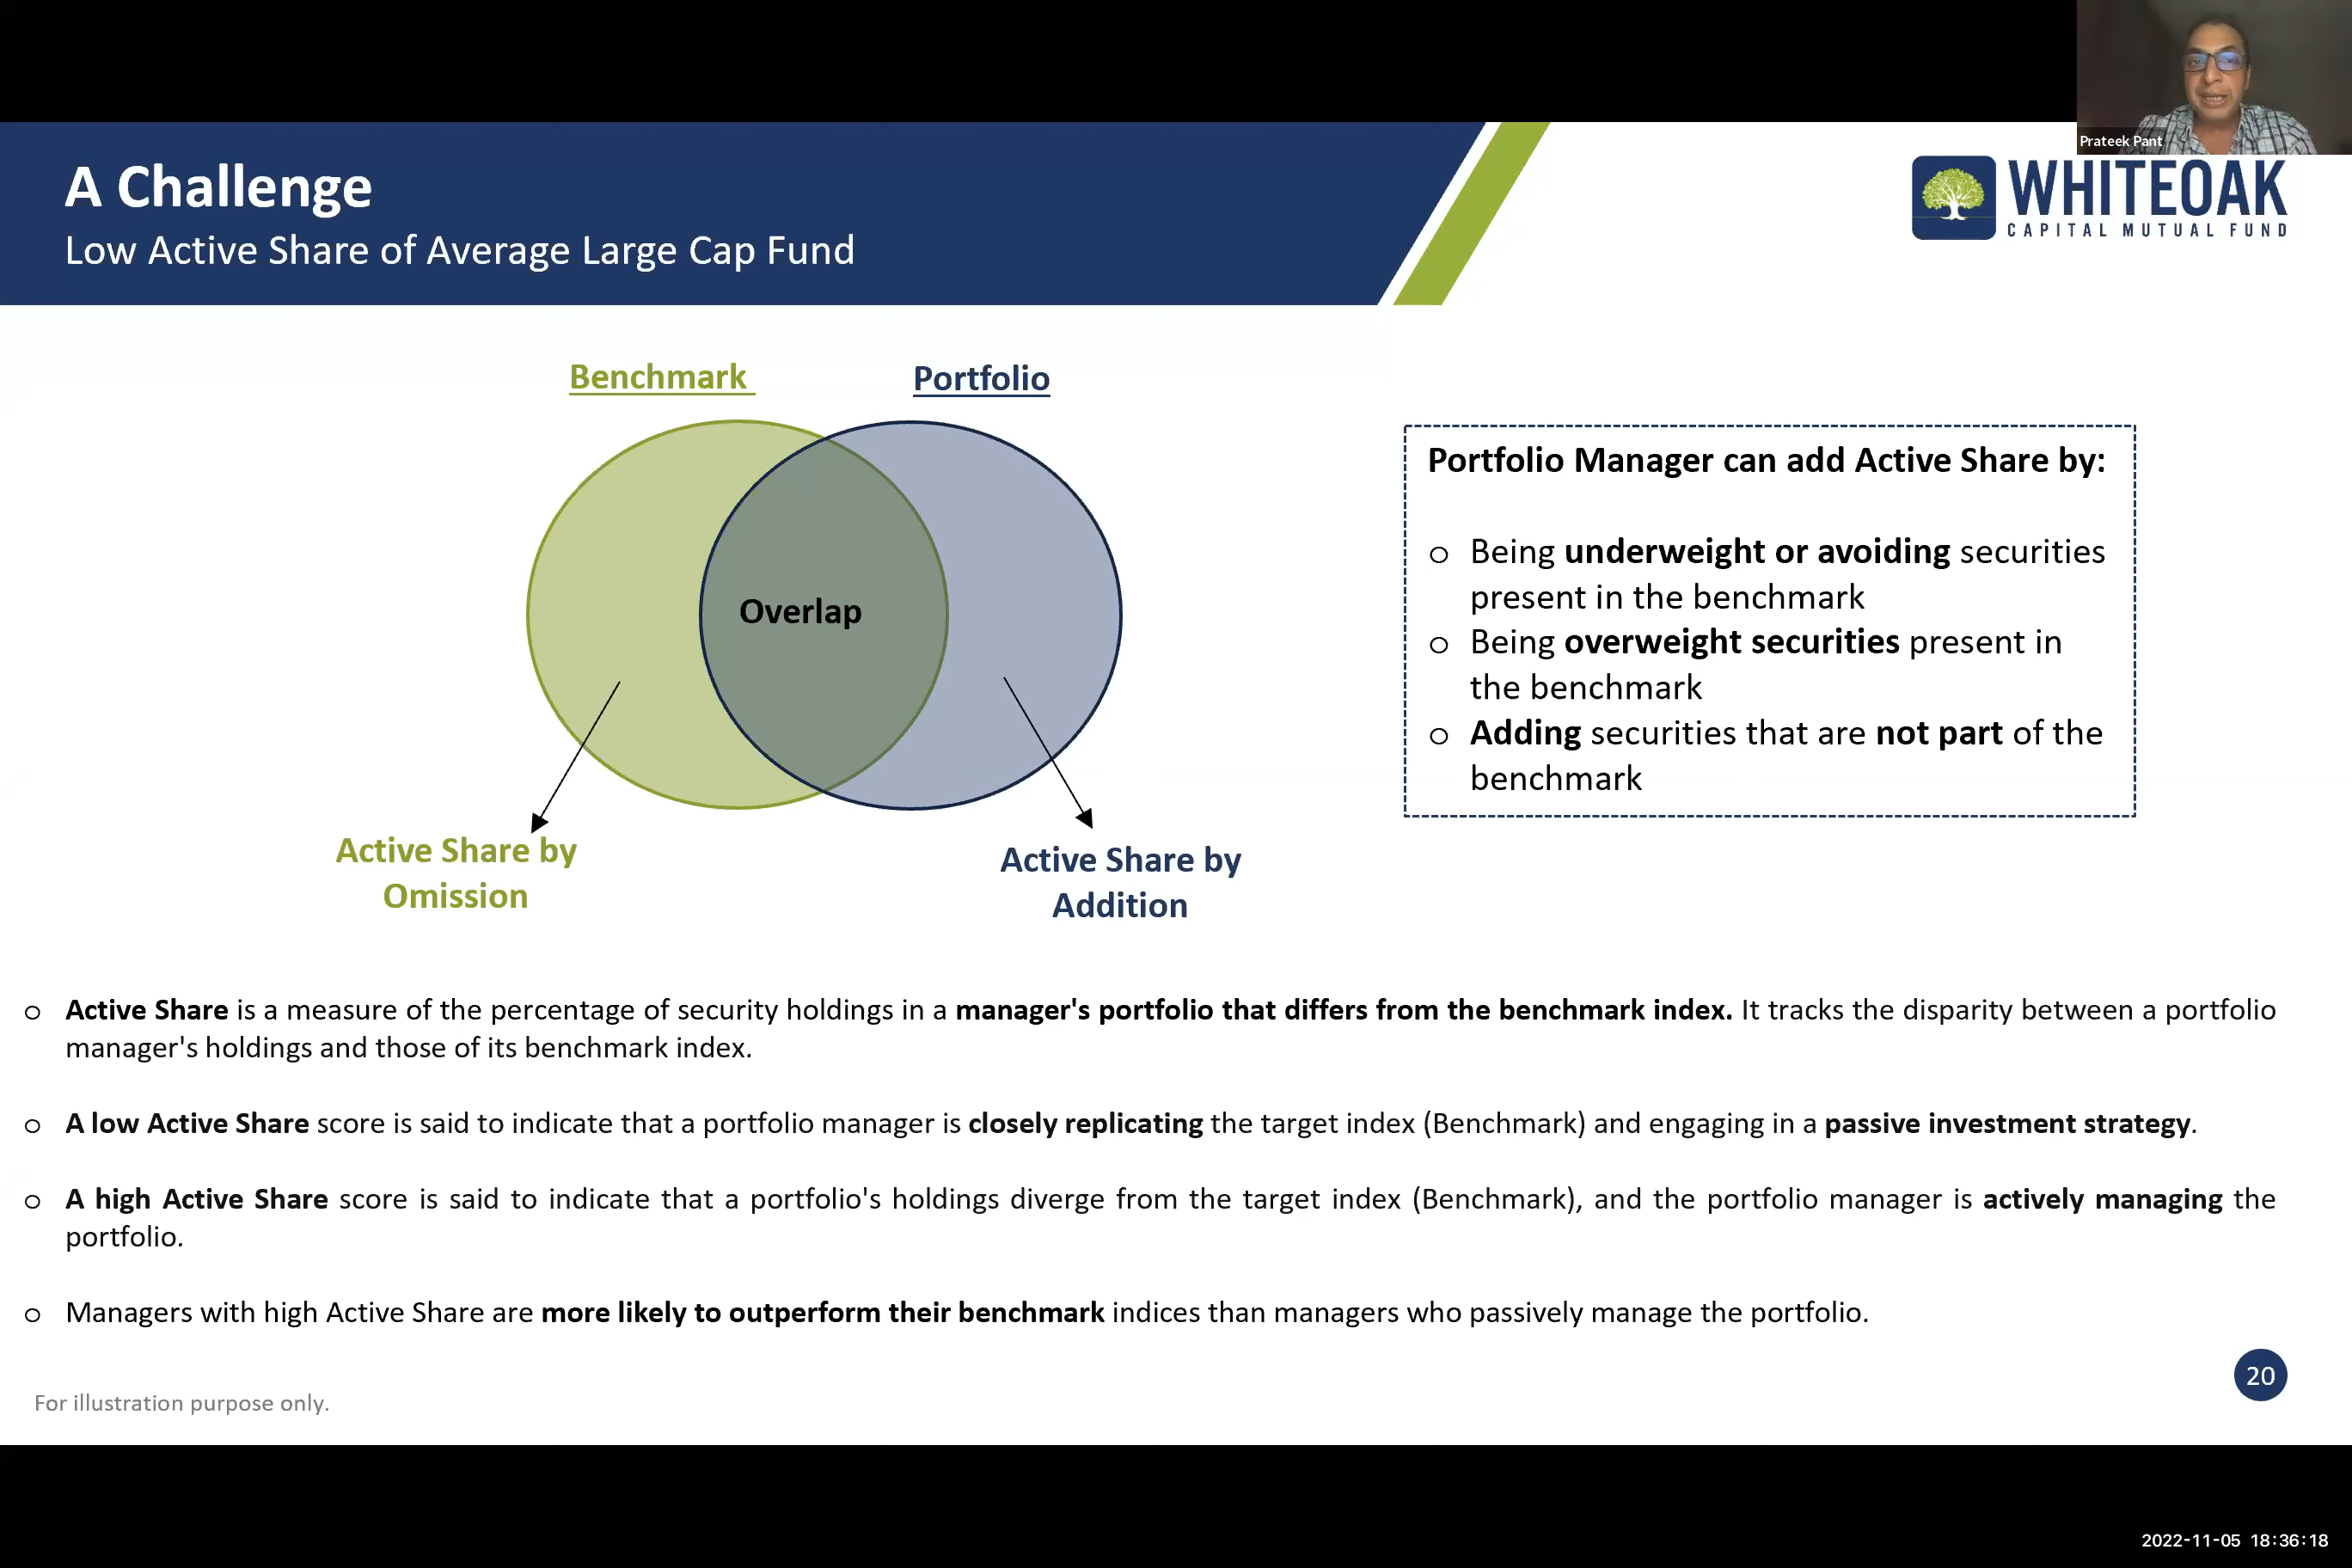 Prateek Pant
A Challenge
Low Active Share of Average Large Cap Fund
WHITEOAK
CAPITAL MUTUAL FUND
Benchmark
Portfolio
Overlap
Active Share by
Omission
Active Share by
Addition
Portfolio Manager can add Active Share by:
o Being underweight or avoiding securities
present in the benchmark
o Being overweight securities present in
the benchmark
o Adding securities that are not part of the
benchmark
o Active Share is a measure of the percentage of security holdings in a manager's portfolio that differs from the benchmark index. It tracks the disparity between a portfolio
manager's holdings and those of its benchmark index.
o A low Active Share score is said to indicate that a portfolio manager is closely replicating the target index (Benchmark) and engaging in a passive investment strategy.
o A high Active Share score is said to indicate that a portfolio's holdings diverge from the target index (Benchmark), and the portfolio manager is actively managing the
portfolio.
o Managers with high Active Share are more likely to outperform their benchmark indices than managers who passively manage the portfolio.
20
For illustration purpose only.
2022-11-05 18:36:18